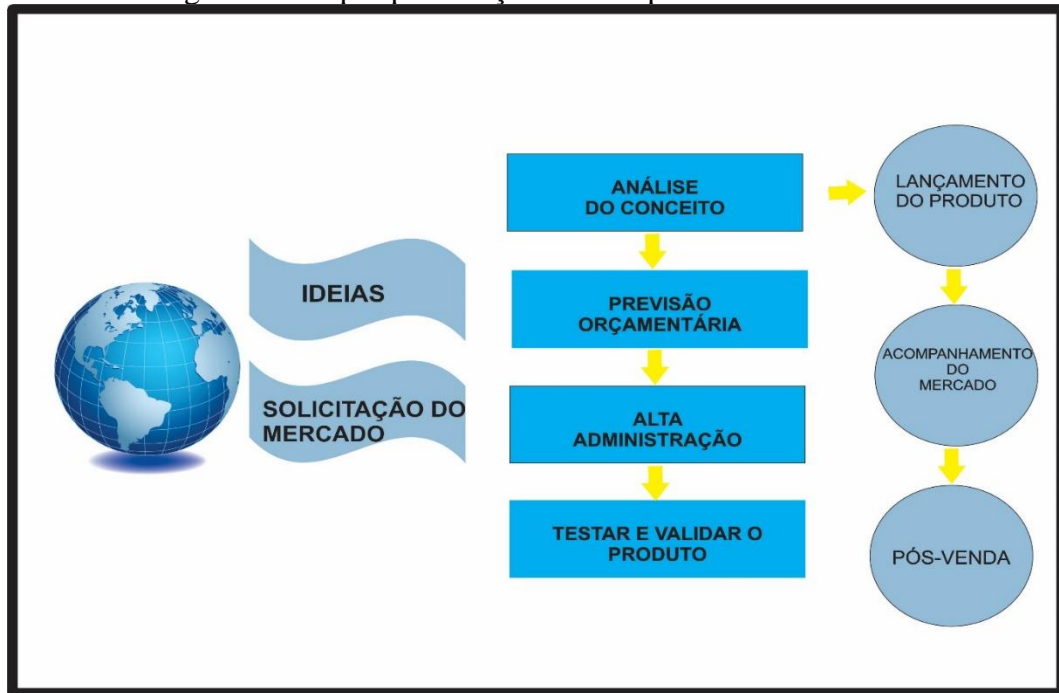 IDEIAS
SOLICITAÇÃO DO
MERCADO
ANÁLISE
DO CONCEITO
PREVISÃO
ORÇAMENTÁRIA
ALTA
ADMINISTRAÇÃO
TESTAR E VALIDAR O
PRODUTO
LANÇAMENTO
DO PRODUTO
ACOMPANHAMENTO
DO
MERCADO
PÓS-VENDA